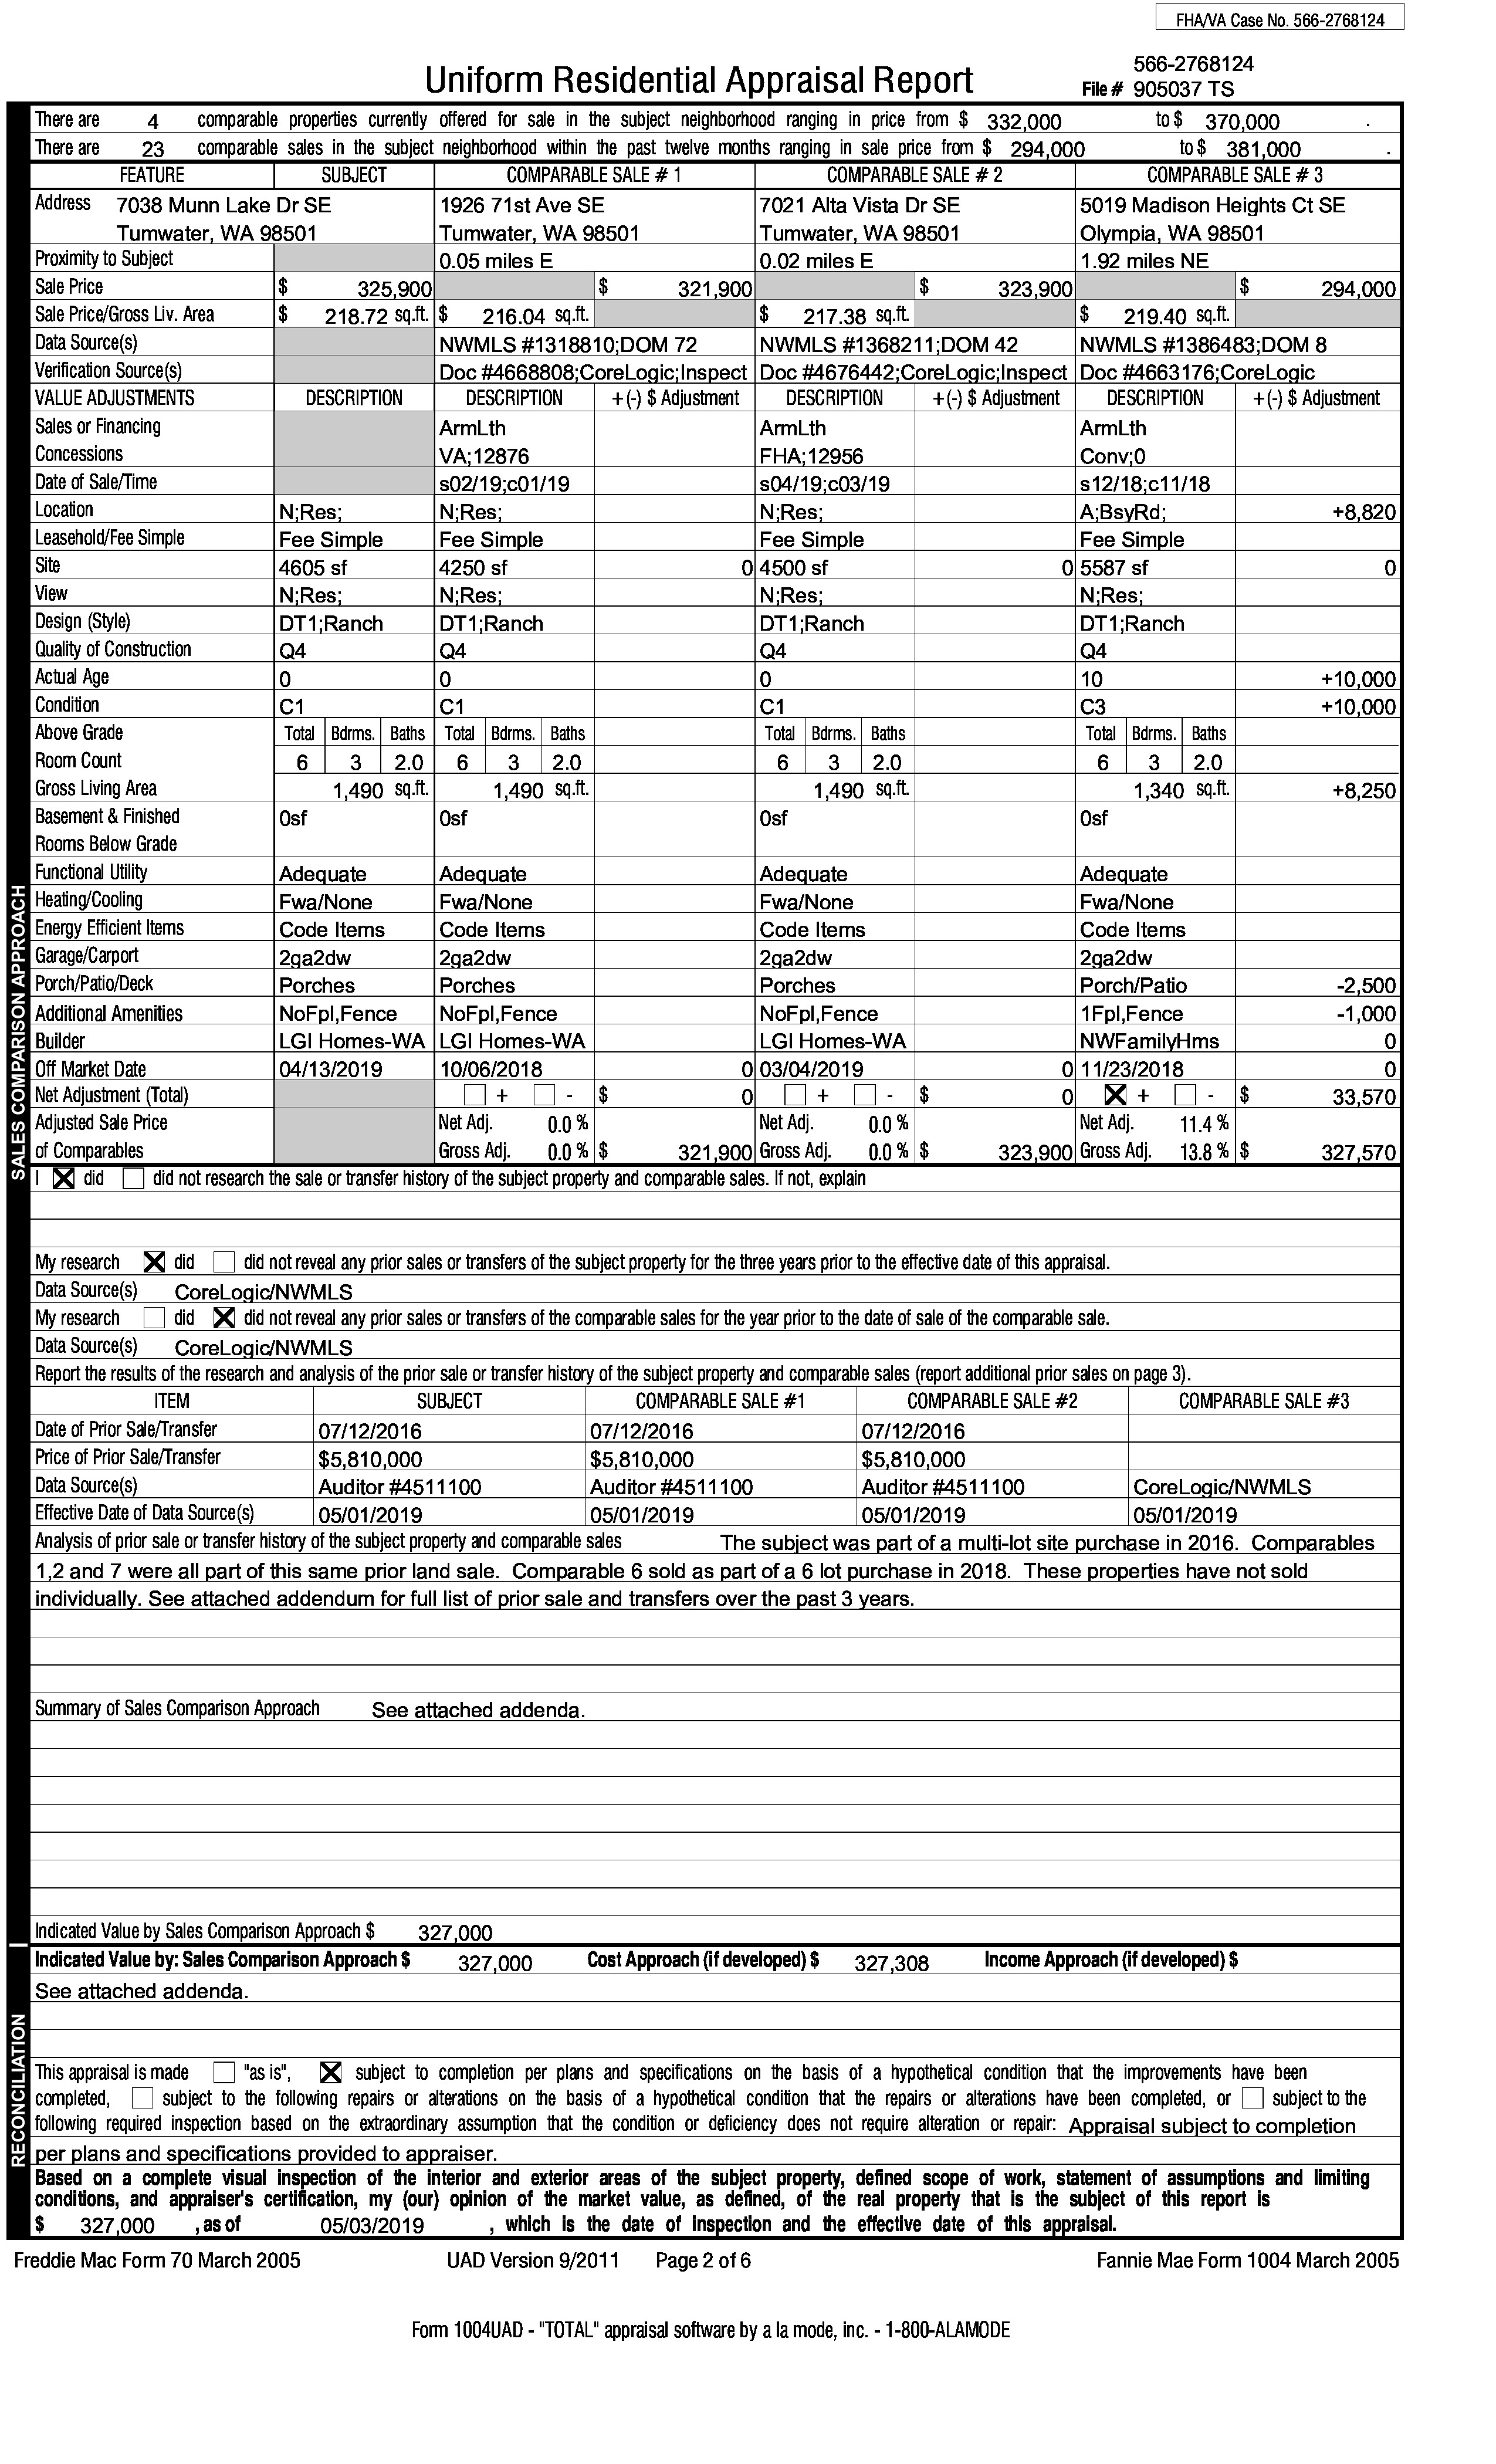 FHA/VA Case No. 566-2768124
566-2768124
Uniform Residential Appraisal Report File # 905037 TS
There are 4 comparable properties currently offered for sale in the subject neighborhood ranging in price from $ 332,000 to $ 370,000 .
There are 23 comparable sales in the subject neighborhood within the past twelve months ranging in sale price from $ 294,000 to $ 381,000 .
FEATURE SUBJECT COMPARABLE SALE # 1 COMPARABLE SALE # 2 COMPARABLE SALE # 3
Address 7038 Munn Lake Dr SE 1926 71st Ave SE 7021 Alta Vista Dr SE 5019 Madison Heights Ct SE
Tumwater, WA 98501 Tumwater, WA 98501 Tumwater, WA 98501 Olympia, WA 98501
Proximity to Subject 0.05 miles E 0.02 miles E 1.92 miles NE
Sale Price $ 325,900 $ 321,900 $ 323,900 $ 294,000
Sale Price/Gross Liv. Area $ 218.72 sq.ft. $ 216.04 sq.ft. $ 217.38 sq.ft. $ 219.40 sq.ft.
Data Source(s) NWMLS #1318810;DOM 72 NWMLS #1368211;DOM 42 NWMLS #1386483;DOM 8
Verification Source(s) Doc #4668808;CoreLogic;Inspect Doc #4676442;CoreLogic;Inspect Doc #4663176;CoreLogic
VALUE ADJUSTMENTS DESCRIPTION DESCRIPTION +(-) $ Adjustment DESCRIPTION +(-) $ Adjustment DESCRIPTION +(-) $ Adjustment
Sales or Financing ArmLth ArmLth ArmLth
Concessions VA;12876 FHA;12956 Conv;0
Date of Sale/Time s02/19;c01/19 s04/19;c03/19 s12/18;c11/18
Location N;Res; N;Res; N;Res; A;BsyRd; +8,820
Leasehold/Fee Simple Fee Simple Fee Simple Fee Simple Fee Simple
Site 4605 sf 4250 sf 0 4500 sf 0 5587 sf 0
View N;Res; N;Res; N;Res; N;Res;
Design (Style) DT1;Ranch DT1;Ranch DT1;Ranch DT1;Ranch
Quality of Construction Q4 Q4 Q4 Q4
Actual Age 0 0 0 10 +10,000
Condition C1 C1 C1 C3 +10,000
Above Grade Total Bdrms. Baths Total Bdrms. Baths Total Bdrms. Baths Total Bdrms. Baths
Room Count 6 3 2.0 6 3 2.0 6 3 2.0 6 3 2.0
Gross Living Area 1,490 sq.ft. 1,490 sq.ft. 1,490 sq.ft. 1,340 sq.ft. +8,250
Basement & Finished 0sf 0sf 0sf 0sf
Rooms Below Grade
Functional Utility Adequate Adequate Adequate Adequate
Heating/Cooling Fwa/None Fwa/None Fwa/None Fwa/None
Energy Efficient Items Code Items Code Items Code Items Code Items
Garage/Carport 2ga2dw 2ga2dw 2ga2dw 2ga2dw
Porch/Patio/Deck Porches Porches Porches Porch/Patio -2,500
Additional Amenities NoFpl,Fence NoFpl,Fence NoFpl,Fence 1Fpl,Fence -1,000
Builder LGI Homes-WA LGI Homes-WA LGI Homes-WA NWFamilyHms 0
Off Market Date 04/13/2019 10/06/2018 0 03/04/2019 0 11/23/2018 0
Net Adjustment (Total) + - $ 0 + - $ 0 X + - $ 33,570
Adjusted Sale Price Net Adj. 0.0 % Net Adj. 0.0 % Net Adj. 11.4 %
of Comparables Gross Adj. 0.0 % $ 321,900 Gross Adj. 0.0 % $ 323,900 Gross Adj. 13.8 % $ 327,570
SALES COMPARISON APPROACH
I X did did not research the sale or transfer history of the subject property and comparable sales. If not, explain
My research X did did not reveal any prior sales or transfers of the subject property for the three years prior to the effective date of this appraisal.
Data Source(s) CoreLogic/NWMLS
My research did X did not reveal any prior sales or transfers of the comparable sales for the year prior to the date of sale of the comparable sale.
Data Source(s) CoreLogic/NWMLS
Report the results of the research and analysis of the prior sale or transfer history of the subject property and comparable sales (report additional prior sales on page 3).
ITEM SUBJECT COMPARABLE SALE #1 COMPARABLE SALE #2 COMPARABLE SALE #3
Date of Prior Sale/Transfer 07/12/2016 07/12/2016 07/12/2016
Price of Prior Sale/Transfer $5,810,000 $5,810,000 $5,810,000
Data Source(s) Auditor #4511100 Auditor #4511100 Auditor #4511100 CoreLogic/NWMLS
Effective Date of Data Source(s) 05/01/2019 05/01/2019 05/01/2019 05/01/2019
Analysis of prior sale or transfer history of the subject property and comparable sales The subject was part of a multi-lot site purchase in 2016. Comparables
1,2 and 7 were all part of this same prior land sale. Comparable 6 sold as part of a 6 lot purchase in 2018. These properties have not sold
individually. See attached addendum for full list of prior sale and transfers over the past 3 years.
Summary of Sales Comparison Approach See attached addenda.
Indicated Value by Sales Comparison Approach $ 327,000
Indicated Value by: Sales Comparison Approach $ 327,000 Cost Approach (if developed) $ 327,308 Income Approach (if developed) $
See attached addenda.
RECONCILIATION
This appraisal is made "as is", X subject to completion per plans and specifications on the basis of a hypothetical condition that the improvements have been
completed, subject to the following repairs or alterations on the basis of a hypothetical condition that the repairs or alterations have been completed, or subject to the
following required inspection based on the extraordinary assumption that the condition or deficiency does not require alteration or repair: Appraisal subject to completion
per plans and specifications provided to appraiser.
Based on a complete visual inspection of the interior and exterior areas of the subject property, defined scope of work, statement of assumptions and limiting
conditions, and appraiser's certification, my (our) opinion of the market value, as defined, of the real property that is the subject of this report is
$ 327,000 , as of 05/03/2019 , which is the date of inspection and the effective date of this appraisal.
Freddie Mac Form 70 March 2005 UAD Version 9/2011 Page 2 of 6 Fannie Mae Form 1004 March 2005
Form 1004UAD - "TOTAL" appraisal software by a la mode, inc. - 1-800-ALAMODE